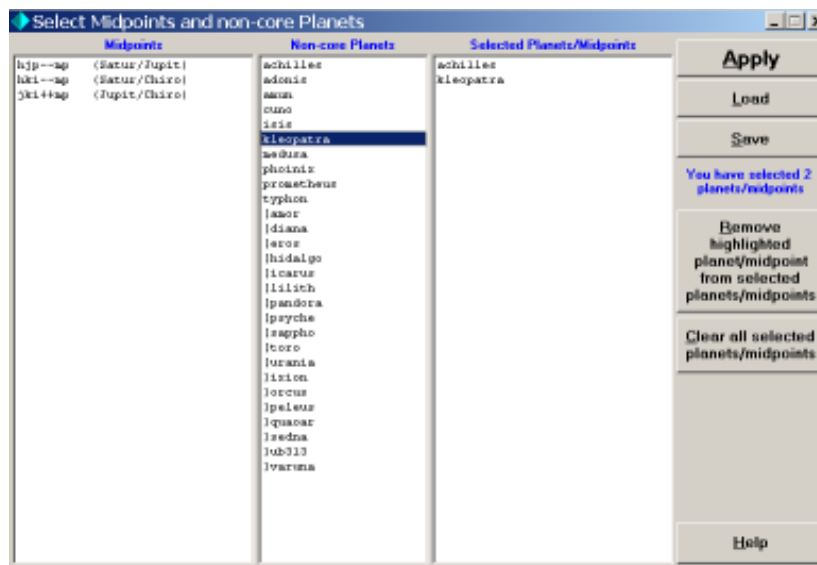 Select Midpoints and non-core Planets
Midpoints
hjp--mp (Satur/Jupit)
hki--mp (Satur/Chiro)
jki++mp (Jupit/Chiro)
Non-core Planets
achilles
adonis
amun
cuno
isis
kleopatra
medusa
phoinix
prometheus
typhon
[amor
[diana
[eros
[hidalgo
[icarus
[lilith
[pandora
[psyche
[sappho
[toro
[urania
]ixion
]orcus
]peleus
]quaoar
]sedna
]ub313
]varuna
Selected Planets/Midpoints
achilles
kleopatra
Apply
Load
Save
You have selected 2
planets/midpoints
Remove
highlighted
planet/midpoint
from selected
planets/midpoints
Clear all selected
planets/midpoints
Help